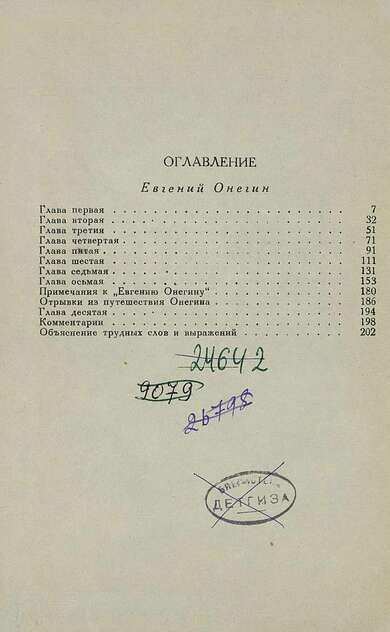 ОГЛАВЛЕНИЕ
Евгений Онегин
Глава первая . . . . . . . . . . . . . . . . . . . . 7
Глава вторая . . . . . . . . . . . . . . . . . . . . 32
Глава третия . . . . . . . . . . . . . . . . . . . . 51
Глава четвертая . . . . . . . . . . . . . . . . . . . 71
Глава пятая . . . . . . . . . . . . . . . . . . . . 91
Глава шестая . . . . . . . . . . . . . . . . . . . . 111
Глава седьмая . . . . . . . . . . . . . . . . . . . 131
Глава осьмая . . . . . . . . . . . . . . . . . . . . 153
Примечания к „Евгению Онегину“ . . . . . . . . . . . 180
Отрывки из путешествия Онегина . . . . . . . . . . . 186
Глава десятая . . . . . . . . . . . . . . . . . . . 194
Комментарии . . . . . . . . . . . . . . . . . . . . 198
Объяснение трудных слов и выражений . . . . . . . . 202
24642
9079
26798
БИБЛИОТЕКА
ДЕТГИЗА